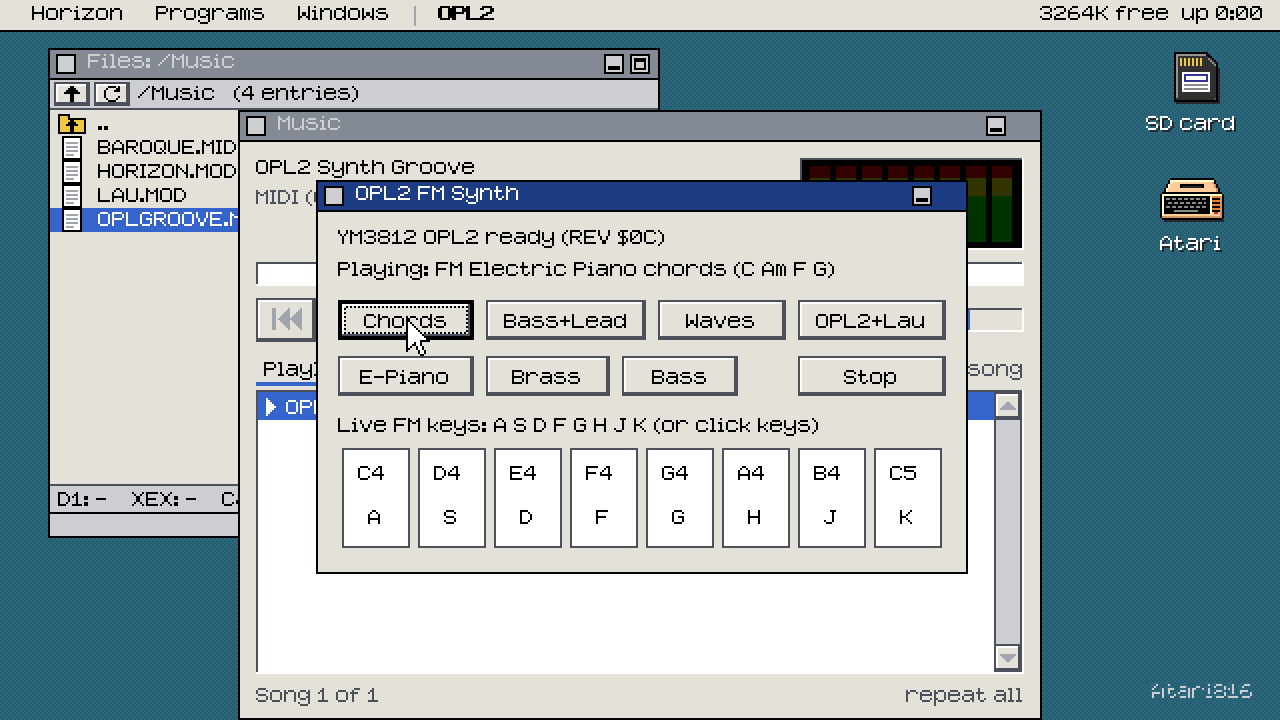 Horizon Programs Windows | OPL2 3264K free up 0:00
Files: /Music
/Music (4 entries)
..
BAROQUE.MID
HORIZON.MOD
LAU.MOD
OPLGROOVE.M
D1: - XEX: -
SD card
Atari
Music
OPL2 Synth Groove
MIDI (
OPL2 FM Synth
YM3812 OPL2 ready (REV $0C)
Playing: FM Electric Piano chords (C Am F G)
Chords Bass+Lead Waves OPL2+Lau
E-Piano Brass Bass Stop
Live FM keys: A S D F G H J K (or click keys)
C4 D4 E4 F4 G4 A4 B4 C5
A S D F G H J K
Playl song
OPL
Song 1 of 1 repeat all
Atari816